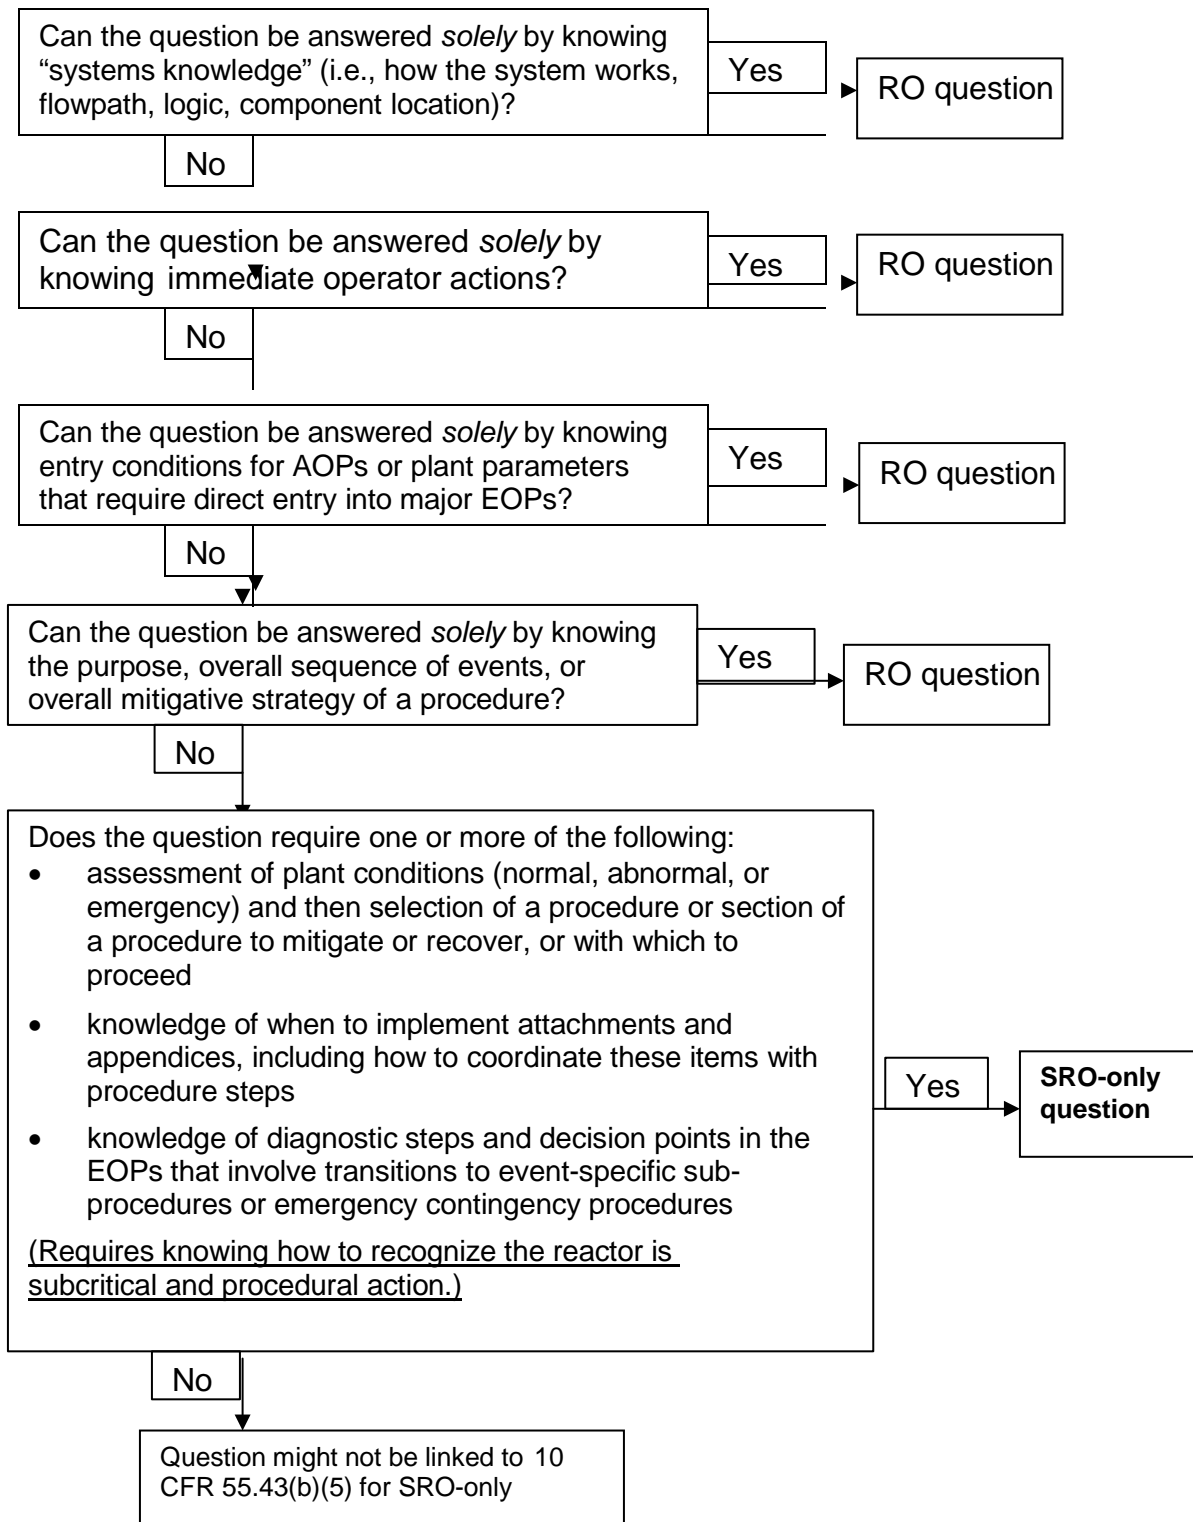 Can the question be answered solely by knowing
“systems knowledge” (i.e., how the system works,
flowpath, logic, component location)?
Yes
RO question
No
Can the question be answered solely by
knowing immediate operator actions?
Yes
RO question
No
Can the question be answered solely by knowing
entry conditions for AOPs or plant parameters
that require direct entry into major EOPs?
Yes
RO question
No
Can the question be answered solely by knowing
the purpose, overall sequence of events, or
overall mitigative strategy of a procedure?
Yes
RO question
No
Does the question require one or more of the following:
• assessment of plant conditions (normal, abnormal, or
emergency) and then selection of a procedure or section of
a procedure to mitigate or recover, or with which to
proceed
• knowledge of when to implement attachments and
appendices, including how to coordinate these items with
procedure steps
• knowledge of diagnostic steps and decision points in the
EOPs that involve transitions to event-specific sub-
procedures or emergency contingency procedures
(Requires knowing how to recognize the reactor is
subcritical and procedural action.)
Yes
SRO-only
question
No
Question might not be linked to 10
CFR 55.43(b)(5) for SRO-only